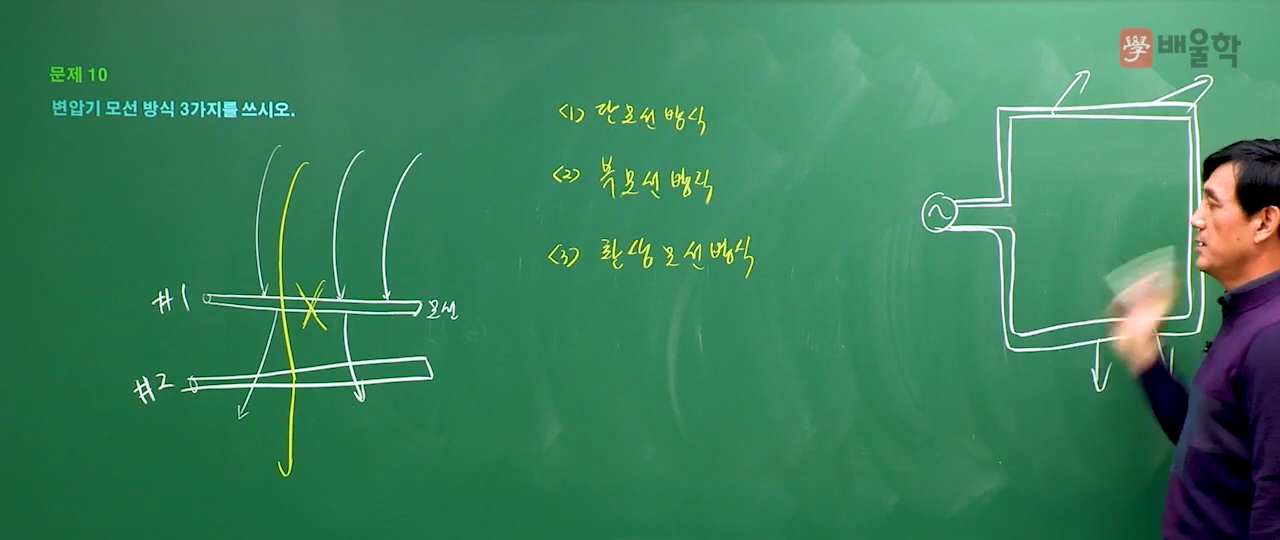 學 배울학
문제 10
변압기 모선 방식 3가지를 쓰시오.
<1> 단모선방식
<2> 복모선방식
<3> 환상모선방식
#1
모선
#2